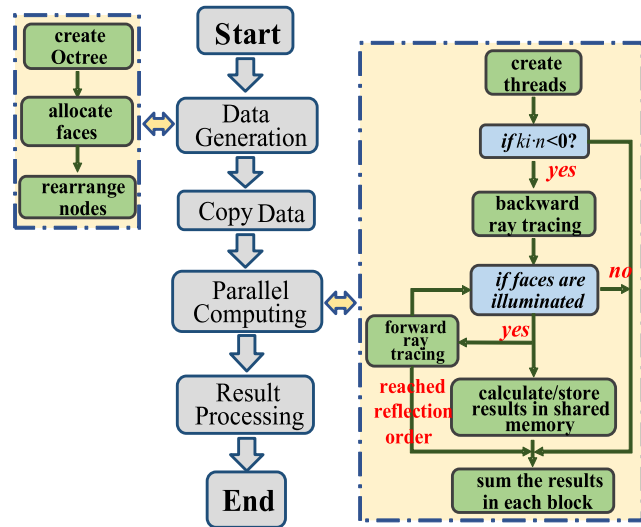 Start
Data
Generation
Copy Data
Parallel
Computing
Result
Processing
End
create
Octree
allocate
faces
rearrange
nodes
create
threads
if ki·n<0?
yes
backward
ray tracing
if faces are
illuminated
no
yes
forward
ray
tracing
reached
reflection
order
calculate/store
results in shared
memory
sum the results
in each block